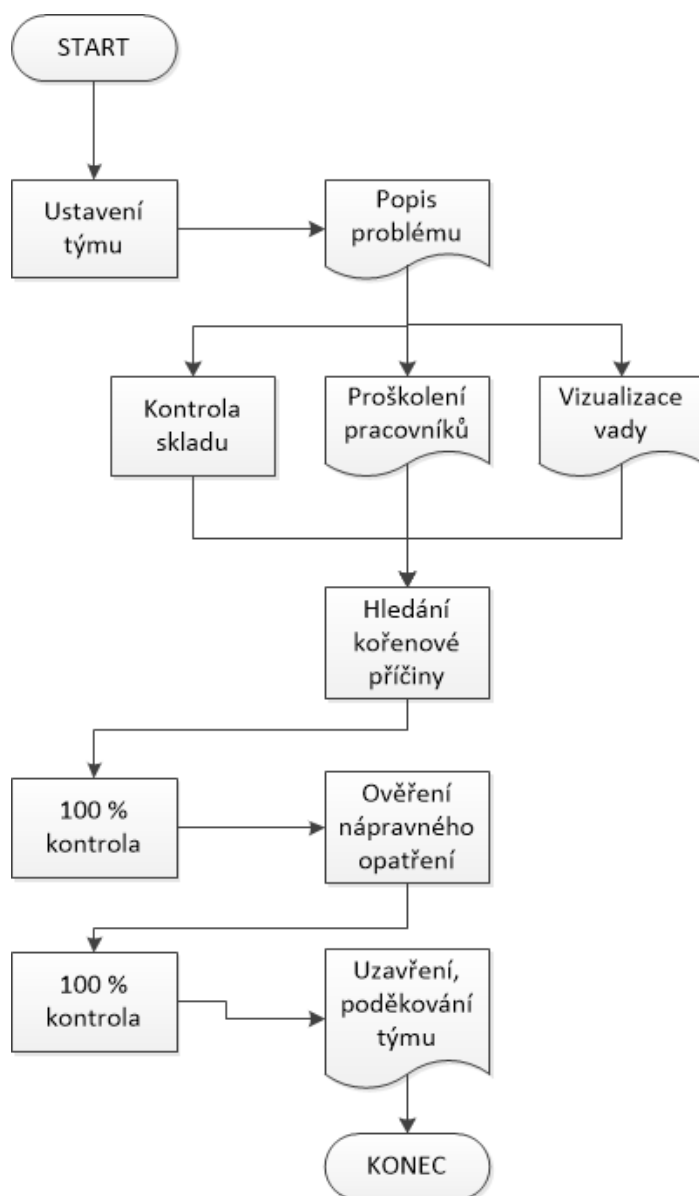 START
Ustavení
týmu
Popis
problému
Kontrola
skladu
Proškolení
pracovníků
Vizualizace
vady
Hledání
kořenové
příčiny
100 %
kontrola
Ověření
nápravného
opatření
100 %
kontrola
Uzavření,
poděkování
týmu
KONEC